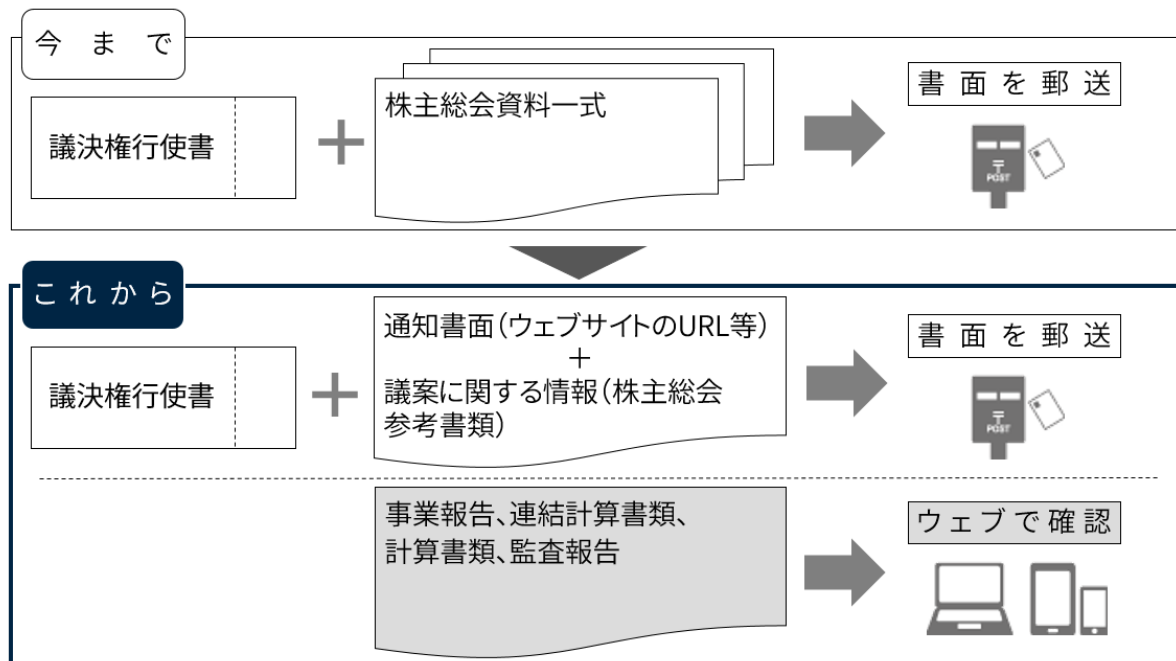 今まで
議決権行使書
＋
株主総会資料一式
書面を郵送
〒
POST
これから
議決権行使書
＋
通知書面（ウェブサイトのURL等）
＋
議案に関する情報（株主総会
参考書類）
書面を郵送
〒
POST
事業報告、連結計算書類、
計算書類、監査報告
ウェブで確認